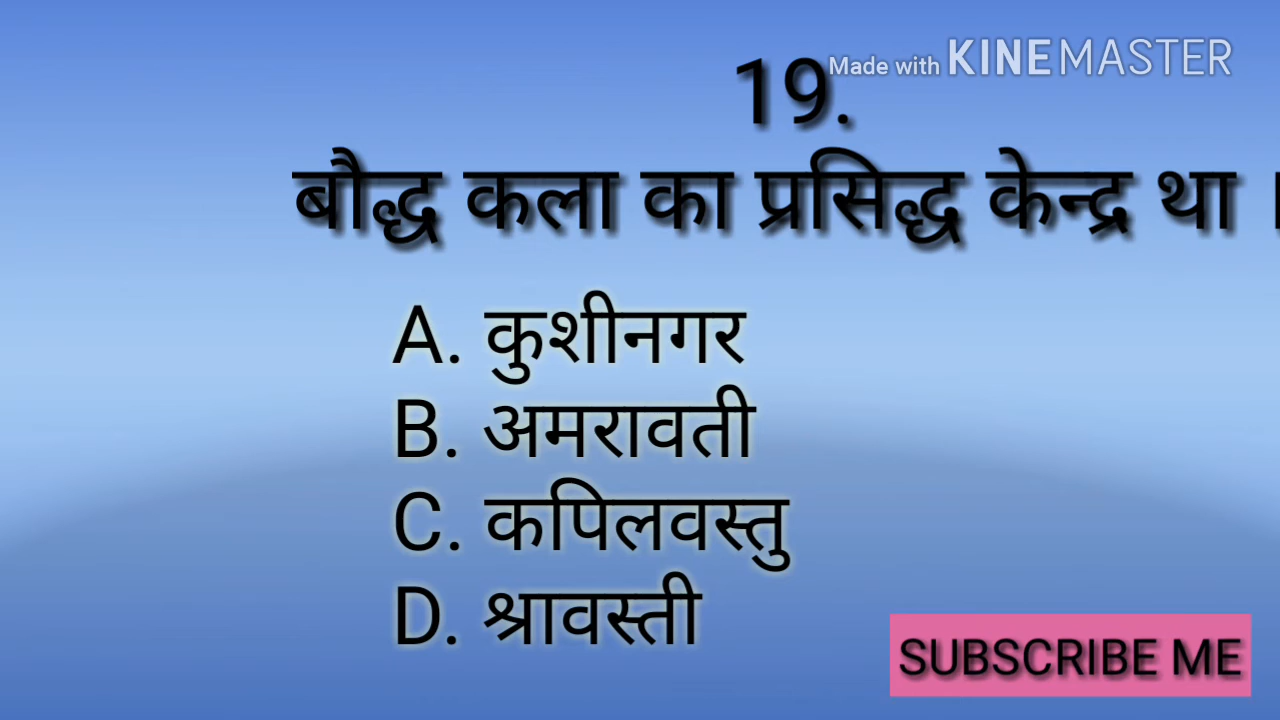 Made with KINEMASTER
19.
बौद्ध कला का प्रसिद्ध केन्द्र था ।
A. कुशीनगर
B. अमरावती
C. कपिलवस्तु
D. श्रावस्ती
SUBSCRIBE ME